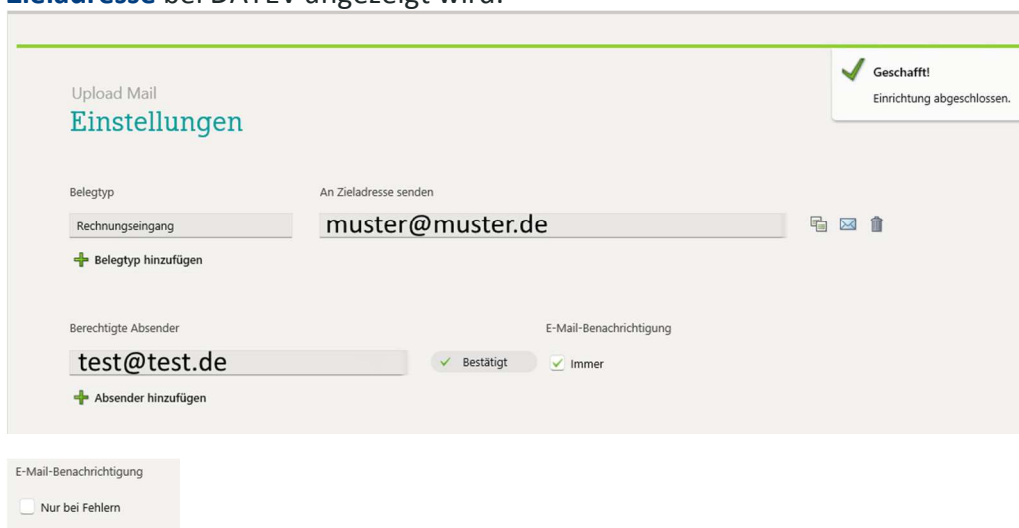 Zieladresse bei DATEV angezeigt wird.
Geschafft!
Einrichtung abgeschlossen.
Upload Mail
Einstellungen
Belegtyp An Zieladresse senden
Rechnungseingang muster@muster.de
Belegtyp hinzufügen
Berechtigte Absender E-Mail-Benachrichtigung
test@test.de Bestätigt Immer
Absender hinzufügen
E-Mail-Benachrichtigung
Nur bei Fehlern